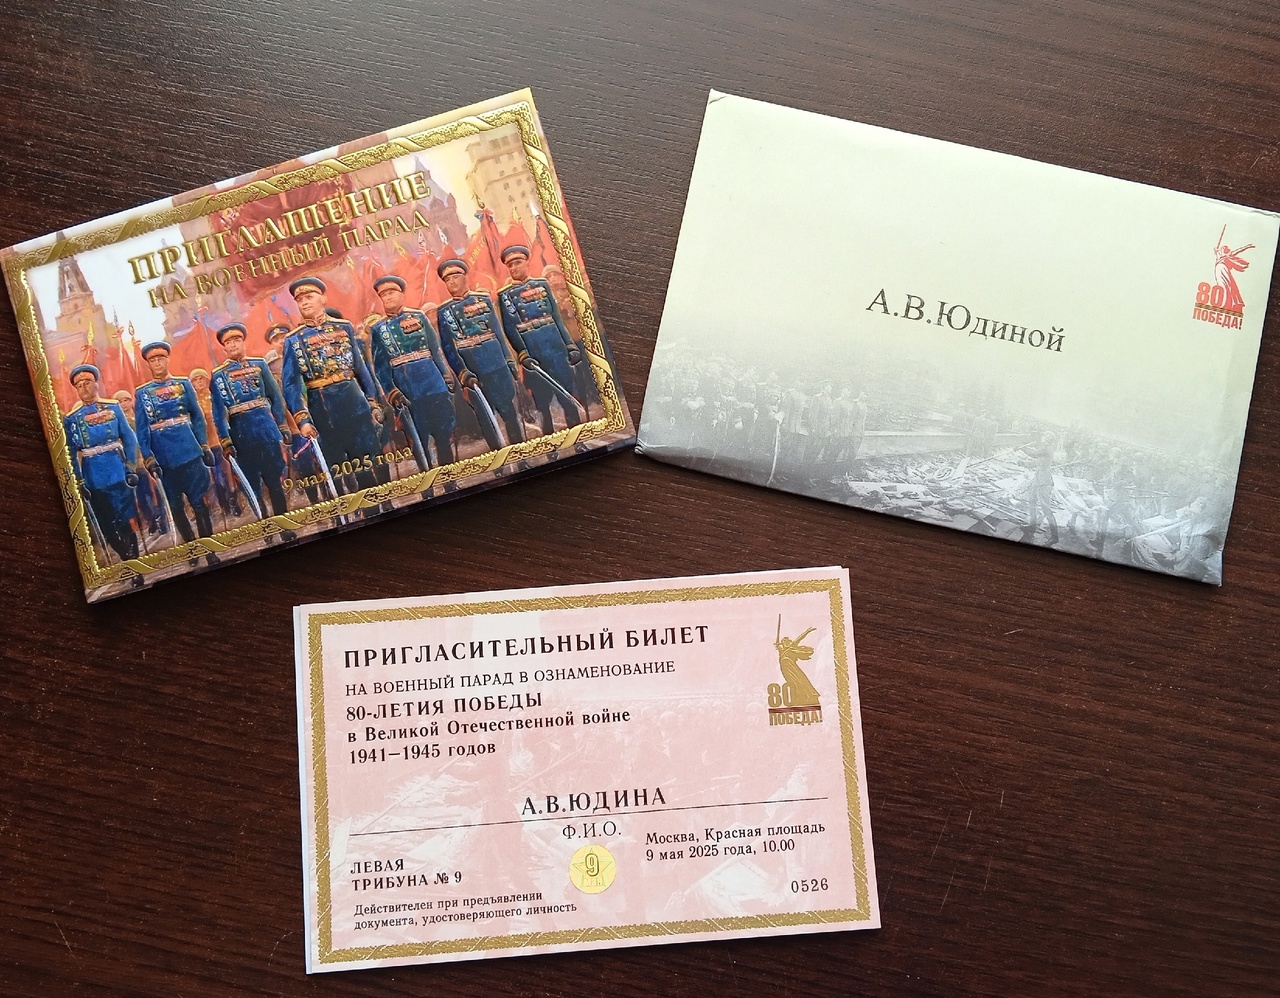 ПРИГЛАШЕНИЕ
НА ВОЕННЫЙ ПАРАД
9 мая 2025 года
А.В.Юдиной
80
ПОБЕДА!
ПРИГЛАСИТЕЛЬНЫЙ БИЛЕТ
НА ВОЕННЫЙ ПАРАД В ОЗНАМЕНОВАНИЕ
80-ЛЕТИЯ ПОБЕДЫ
в Великой Отечественной войне
1941—1945 годов
80
ПОБЕДА!
А.В.ЮДИНА
Ф.И.О.
Москва, Красная площадь
9 мая 2025 года, 10.00
ЛЕВАЯ
ТРИБУНА № 9
9
0526
Действителен при предъявлении
документа, удостоверяющего личность